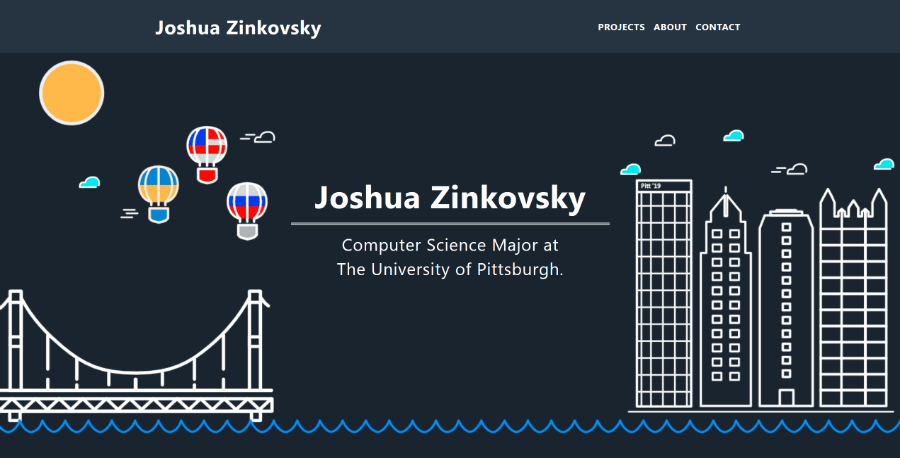 Joshua Zinkovsky
PROJECTS ABOUT CONTACT
Pitt '19
Joshua Zinkovsky
Computer Science Major at
The University of Pittsburgh.